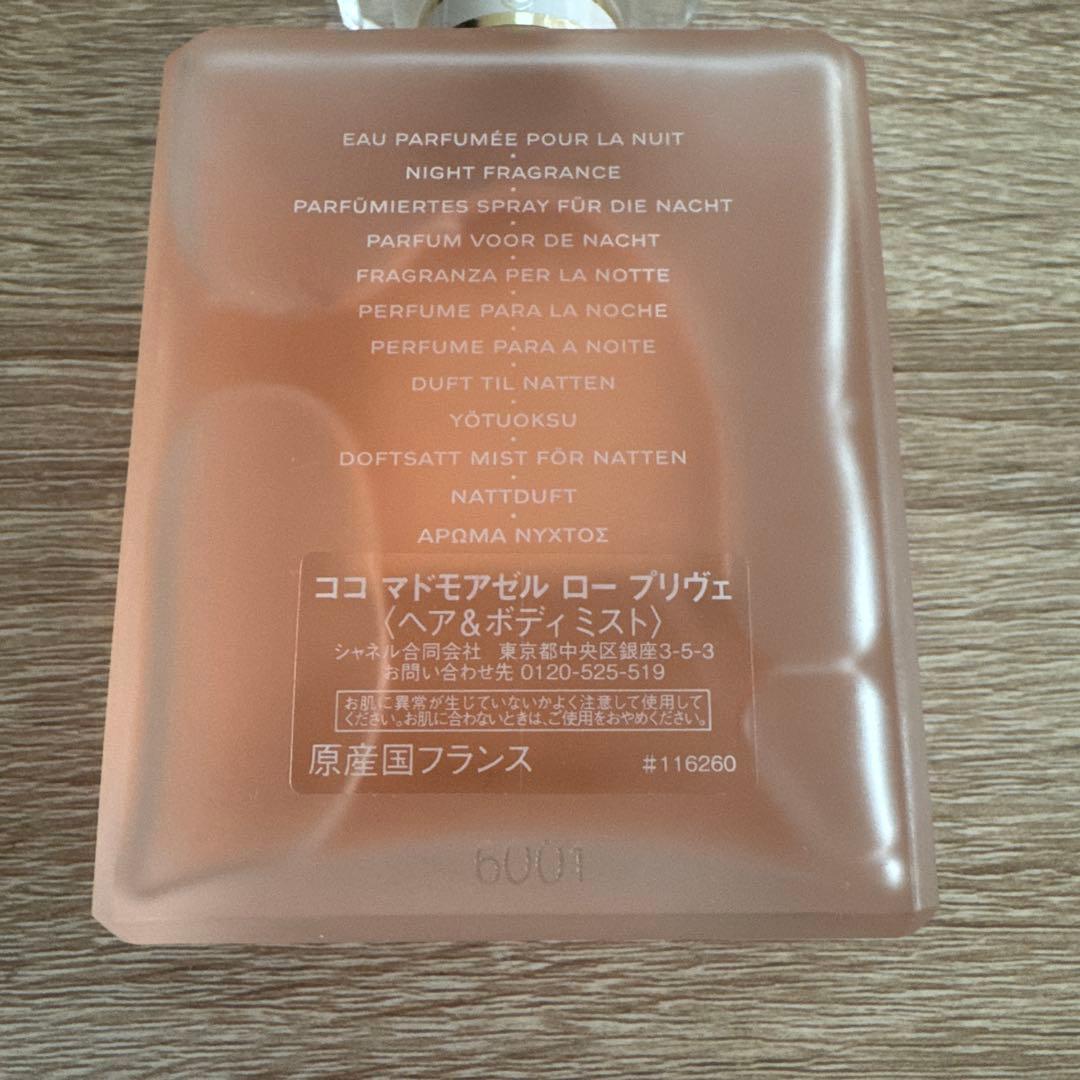 EAU PARFUMÉE POUR LA NUIT
NIGHT FRAGRANCE
PARFÜMIERTES SPRAY FÜR DIE NACHT
PARFUM VOOR DE NACHT
FRAGRANZA PER LA NOTTE
PERFUME PARA LA NOCHE
PERFUME PARA A NOITE
DUFT TIL NATTEN
YÖTUOKSU
DOFTSATT MIST FÖR NATTEN
NATTDUFT
ΑΡΩΜΑ ΝΥΧΤΟΣ
ココ マドモアゼル ロー プリヴェ
〈ヘア&ボディ ミスト〉
シャネル合同会社 東京都中央区銀座3-5-3
お問い合わせ先 0120-525-519
お肌に異常が生じていないかよく注意して使用して
ください。お肌に合わないときは、ご使用をおやめください。
原産国フランス #116260